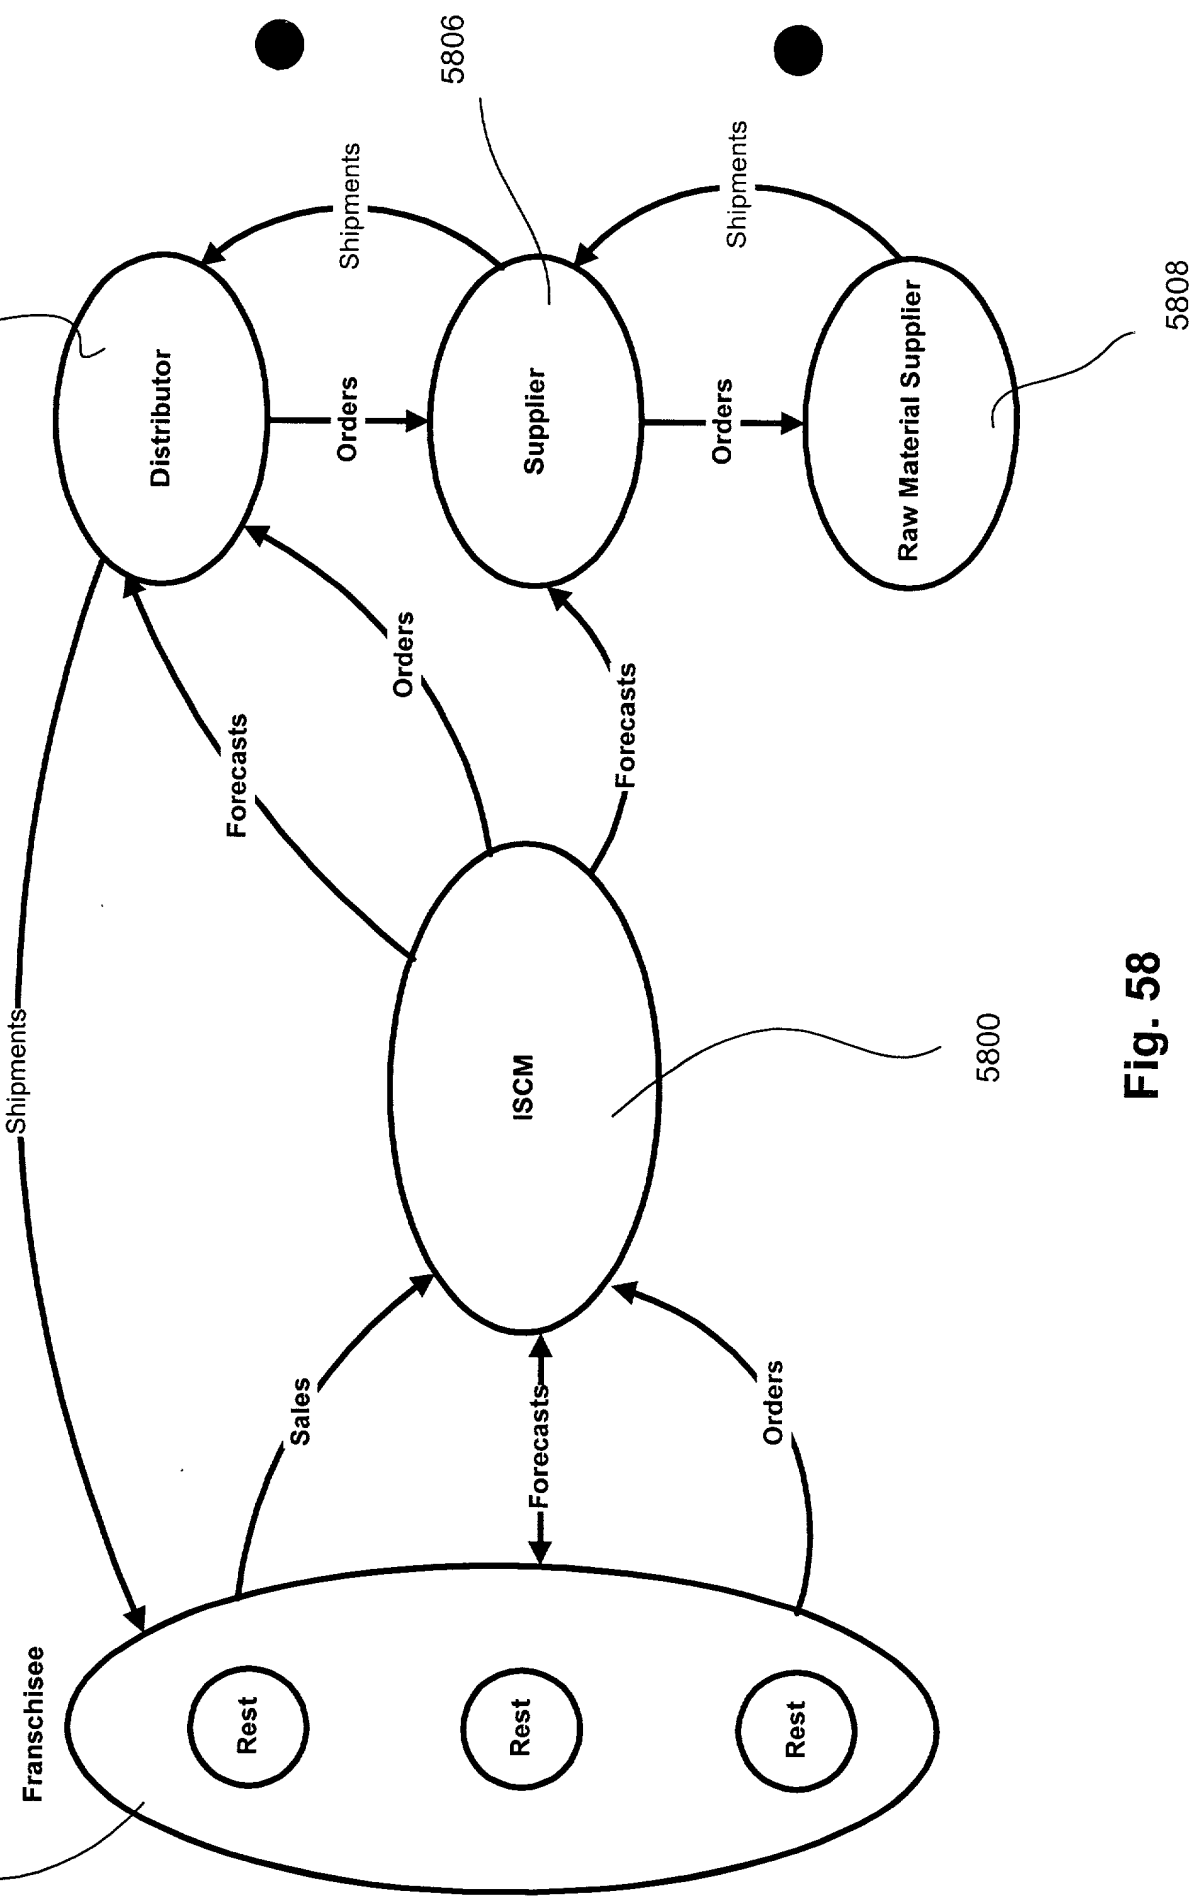 Franschisee
Rest
Rest
Rest
Shipments
Sales
Forecasts
Orders
ISCM
5800
Forecasts
Orders
Forecasts
Distributor
Orders
Shipments
Supplier
5806
Orders
Shipments
Raw Material Supplier
5808
Fig. 58